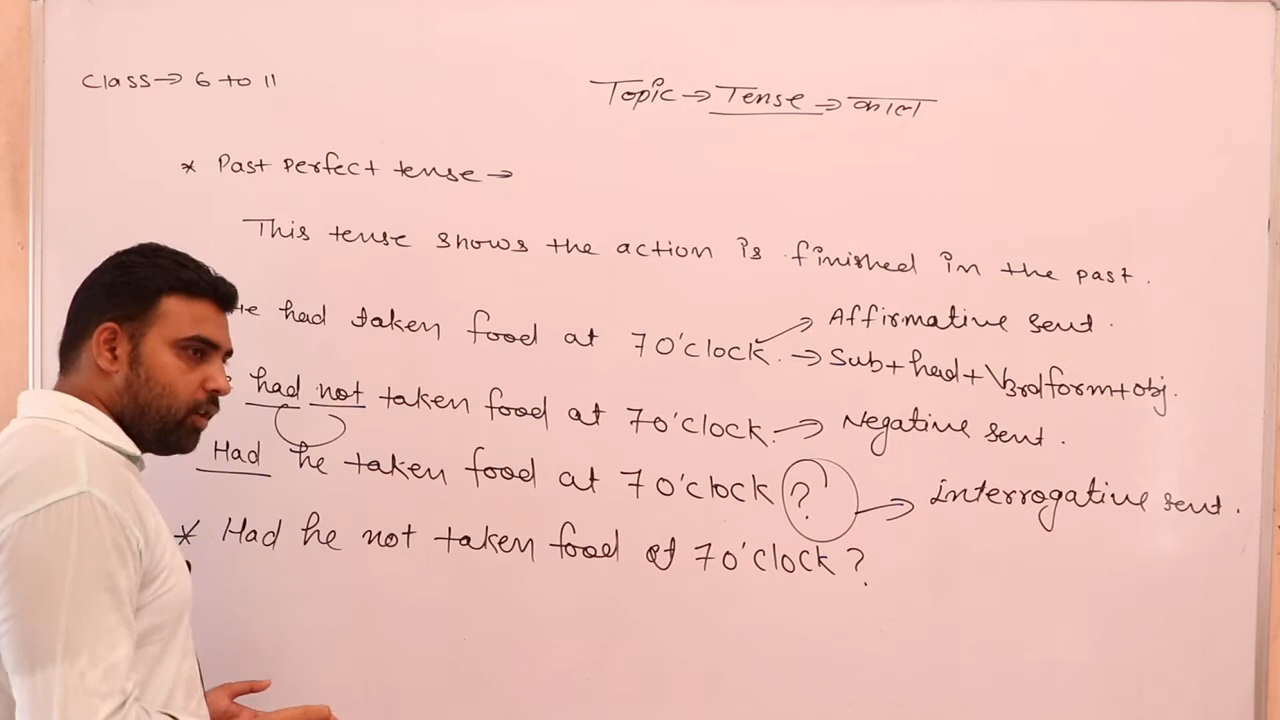 Class → 6 to 11
Topic → Tense → काल
* Past perfect tense →
This tense shows the action is finished in the past.
He had taken food at 7 o'clock. → Affirmative sent.
→ Sub + had + V3rd form + obj.
had not taken food at 7 o'clock. → Negative sent.
Had he taken food at 7 o'clock ? → interrogative sent.
* Had he not taken food at 7 o'clock ?